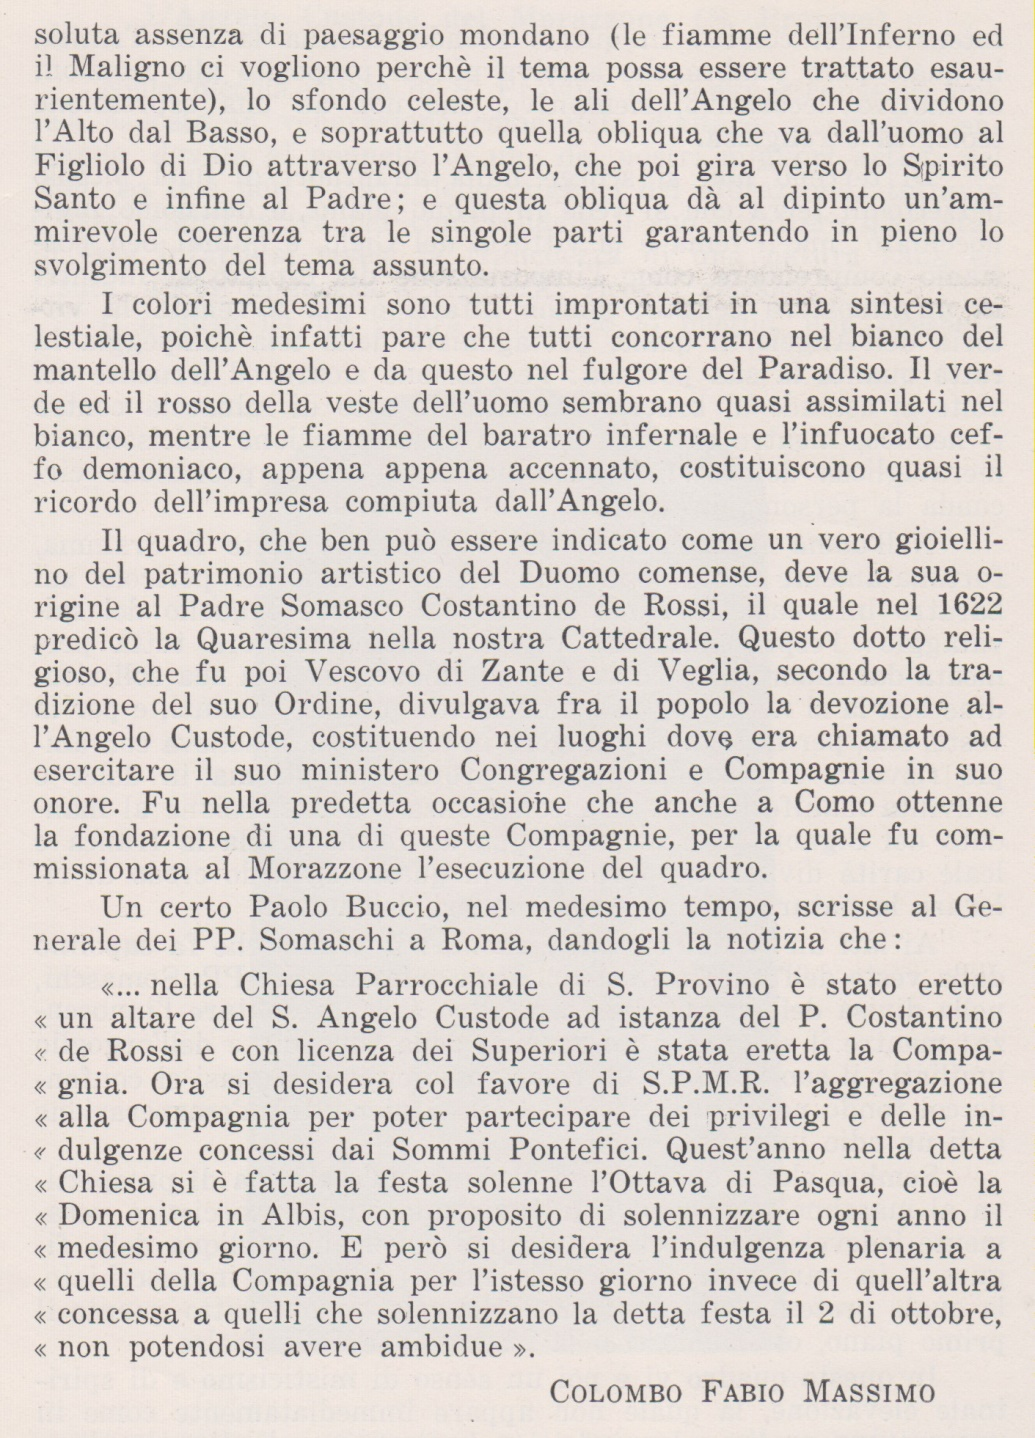 soluta assenza di paesaggio mondano (le fiamme dell'Inferno ed
il Maligno ci vogliono perchè il tema possa essere trattato esau-
rientemente), lo sfondo celeste, le ali dell'Angelo che dividono
l'Alto dal Basso, e soprattutto quella obliqua che va dall'uomo al
Figliolo di Dio attraverso l'Angelo, che poi gira verso lo Spirito
Santo e infine al Padre; e questa obliqua dà al dipinto un'am-
mirevole coerenza tra le singole parti garantendo in pieno lo
svolgimento del tema assunto.
I colori medesimi sono tutti improntati in una sintesi ce-
lestiale, poichè infatti pare che tutti concorrano nel bianco del
mantello dell'Angelo e da questo nel fulgore del Paradiso. Il ver-
de ed il rosso della veste dell'uomo sembrano quasi assimilati nel
bianco, mentre le fiamme del baratro infernale e l'infuocato cef-
fo demoniaco, appena appena accennato, costituiscono quasi il
ricordo dell'impresa compiuta dall'Angelo.
Il quadro, che ben può essere indicato come un vero gioielli-
no del patrimonio artistico del Duomo comense, deve la sua o-
rigine al Padre Somasco Costantino de Rossi, il quale nel 1622
predicò la Quaresima nella nostra Cattedrale. Questo dotto reli-
gioso, che fu poi Vescovo di Zante e di Veglia, secondo la tra-
dizione del suo Ordine, divulgava fra il popolo la devozione al-
l'Angelo Custode, costituendo nei luoghi dove era chiamato ad
esercitare il suo ministero Congregazioni e Compagnie in suo
onore. Fu nella predetta occasione che anche a Como ottenne
la fondazione di una di queste Compagnie, per la quale fu com-
missionata al Morazzone l'esecuzione del quadro.
Un certo Paolo Buccio, nel medesimo tempo, scrisse al Ge-
nerale dei PP. Somaschi a Roma, dandogli la notizia che:
«... nella Chiesa Parrocchiale di S. Provino è stato eretto
« un altare del S. Angelo Custode ad istanza del P. Costantino
« de Rossi e con licenza dei Superiori è stata eretta la Compa-
« gnia. Ora si desidera col favore di S.P.M.R. l'aggregazione
« alla Compagnia per poter partecipare dei privilegi e delle in-
« dulgenze concessi dai Sommi Pontefici. Quest'anno nella detta
« Chiesa si è fatta la festa solenne l'Ottava di Pasqua, cioè la
« Domenica in Albis, con proposito di solennizzare ogni anno il
« medesimo giorno. E però si desidera l'indulgenza plenaria a
« quelli della Compagnia per l'istesso giorno invece di quell'altra
« concessa a quelli che solennizzano la detta festa il 2 di ottobre,
« non potendosi avere ambidue ».
COLOMBO FABIO MASSIMO